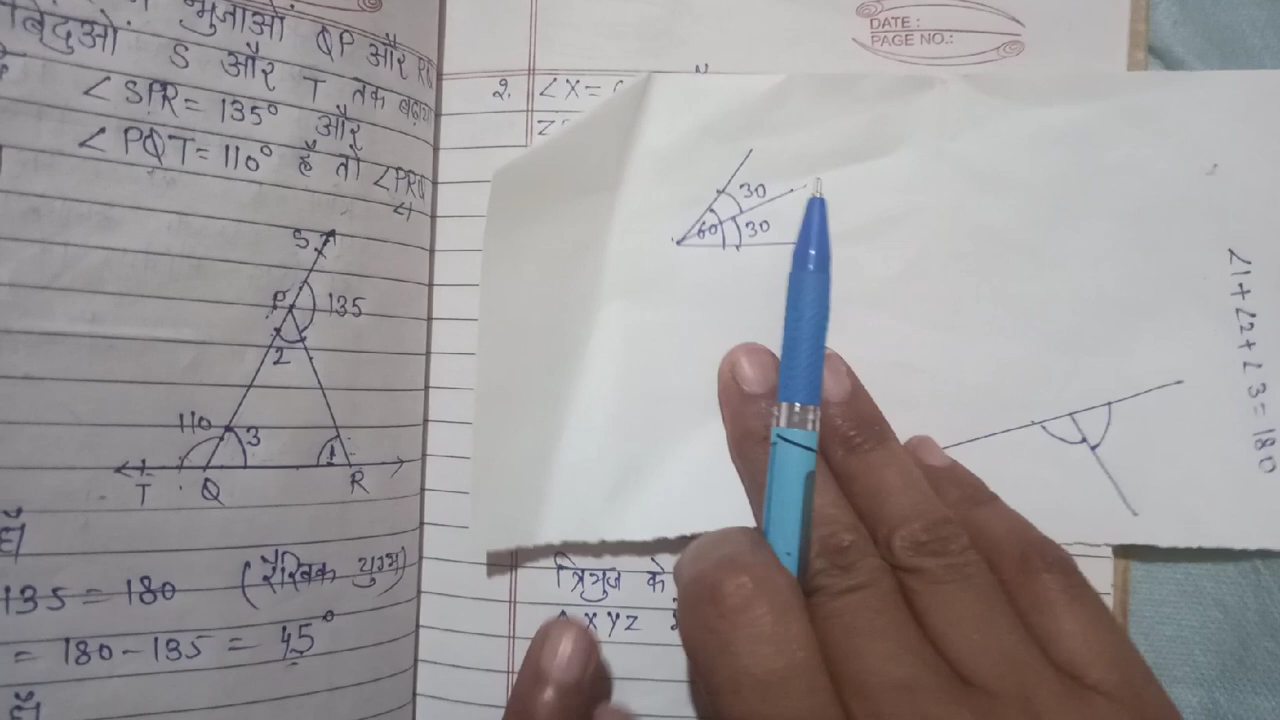 भुजाओं QP और
बिंदुओं S और T तक बढ़ाया
∠SPR = 135° और
∠PQT = 110° है तो ∠PRQ
S
P
135
2
110
3
1
T
Q
R
135 = 180 (रैखिक युग्म)
= 180 - 135 = 45°
DATE :
PAGE NO.:
2. ∠X =
30
60
30
∠1+∠2+∠3=180
त्रिभुज के
XYZ